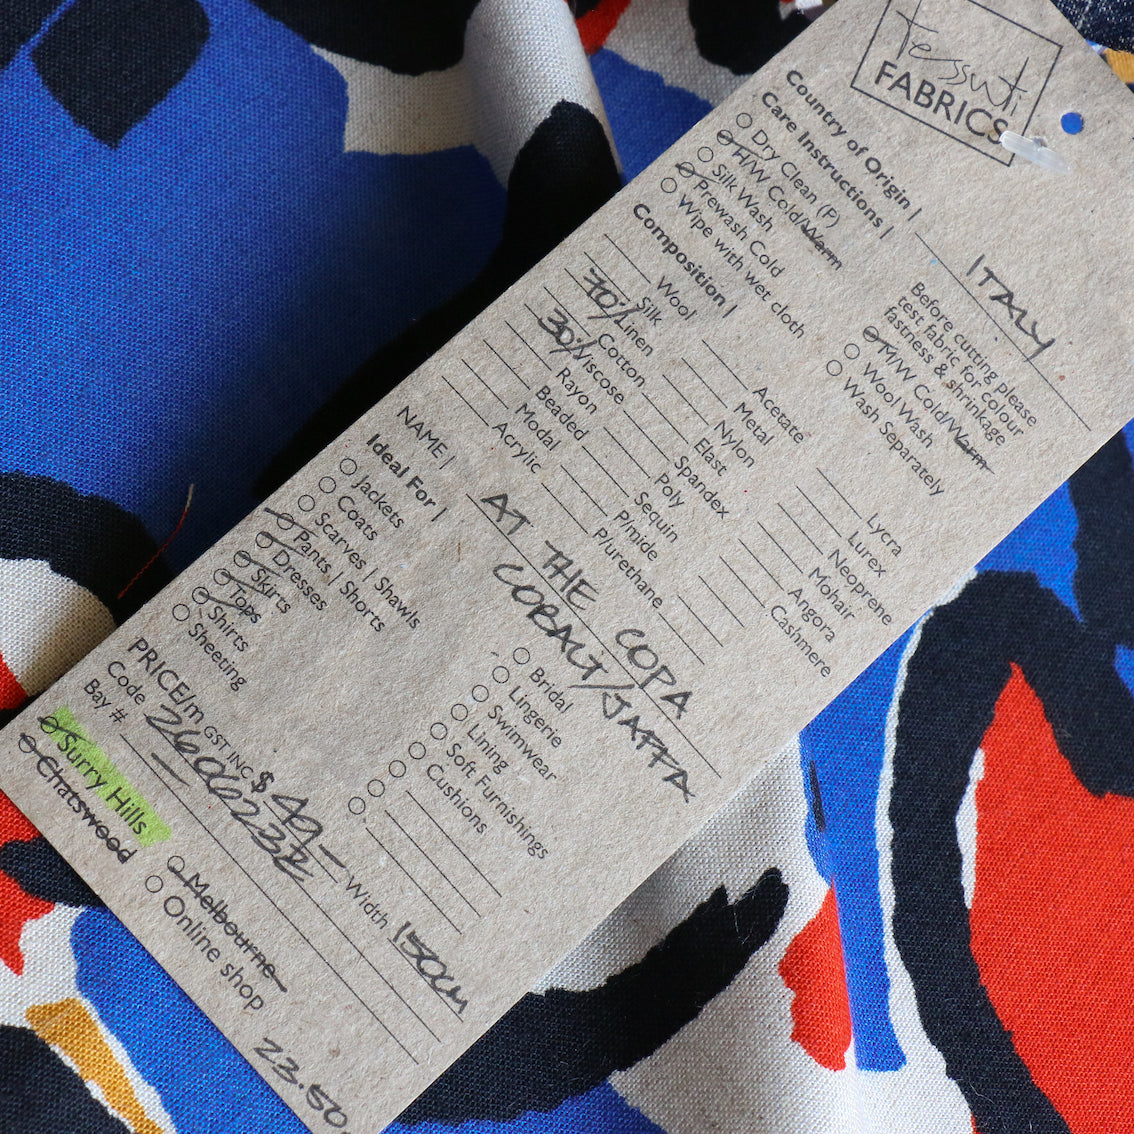 Tessuti
FABRICS
Country of Origin | ITALY
Care Instructions |
Dry Clean (P)
H/W Cold/Warm
Silk Wash
Prewash Cold
Wipe with wet cloth
Before cutting please
test fabric for colour
fastness & shrinkage
M/W Cold/Warm
Wool Wash
Wash Separately
Composition |
Wool
Silk
70% Linen
Cotton
30% Viscose
Rayon
Beaded
Modal
Acrylic
Acetate
Metal
Nylon
Elast
Spandex
Poly
Sequin
P/mide
P/urethane
Lycra
Lurex
Neoprene
Mohair
Angora
Cashmere
NAME | AT THE COPA
COBALT/JAFFA
Ideal For |
Jackets
Coats
Scarves | Shawls
Pants | Shorts
Dresses
Skirts
Tops
Shirts
Sheeting
Bridal
Lingerie
Swimwear
Lining
Soft Furnishings
Cushions
PRICE/m GST INC $49- Width 150cm
Code
Bay #
Surry Hills
Chatswood
Melbourne
Online shop
23.50